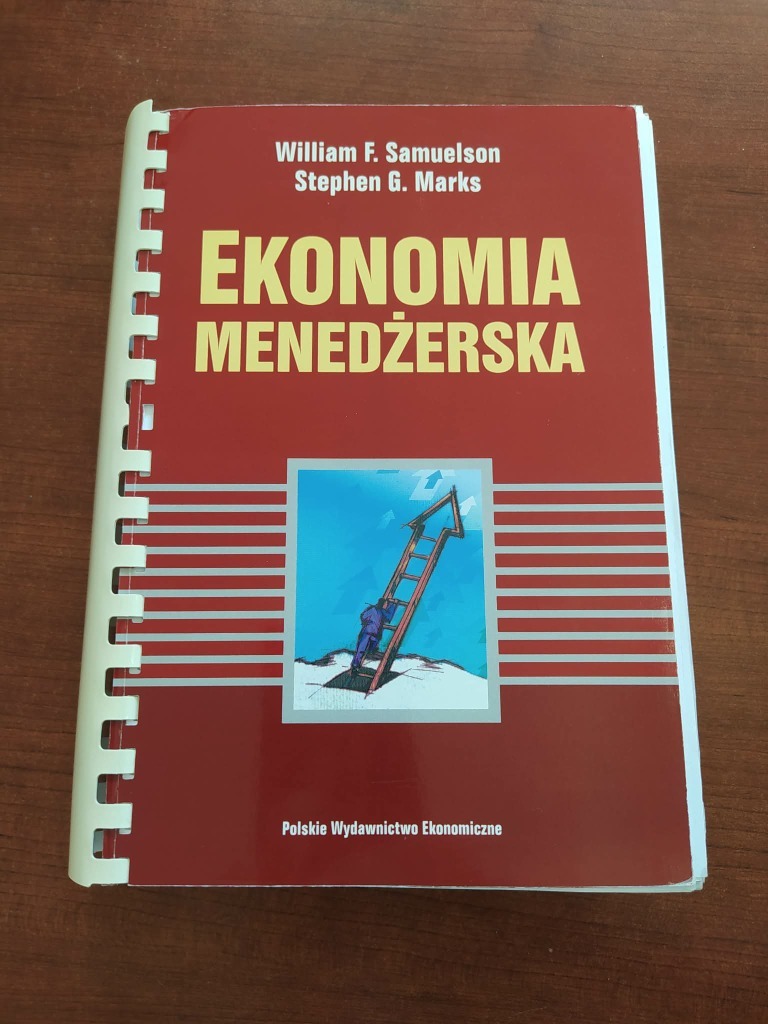 William F. Samuelson
Stephen G. Marks
EKONOMIA
MENEDŻERSKA
Polskie Wydawnictwo Ekonomiczne